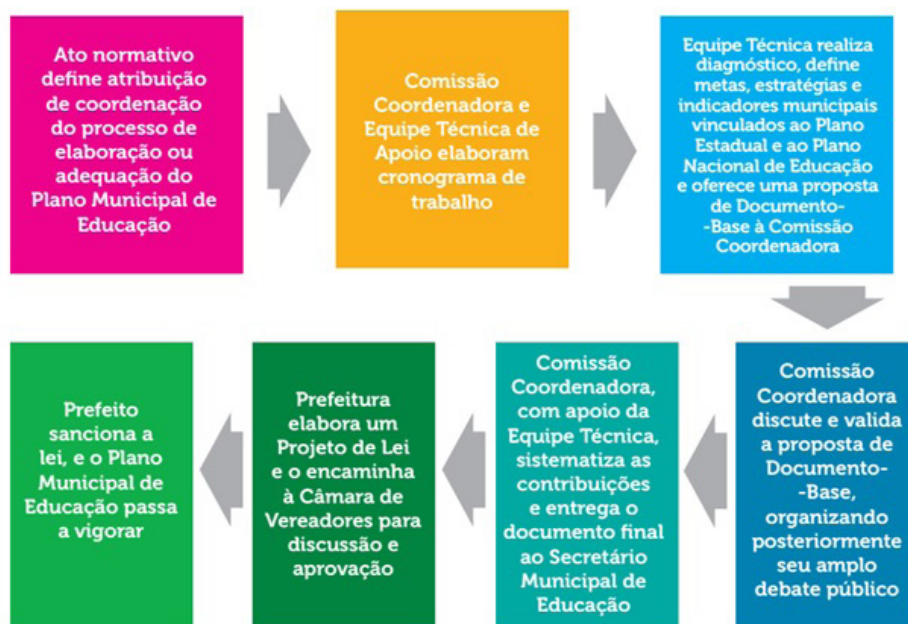 Ato normativo
define atribuição
de coordenação
do processo de
elaboração ou
adequação do
Plano Municipal de
Educação
Comissão
Coordenadora e
Equipe Técnica de
Apoio elaboram
cronograma de
trabalho
Equipe Técnica realiza
diagnóstico, define
metas, estratégias e
indicadores municipais
vinculados ao Plano
Estadual e ao Plano
Nacional de Educação
e oferece uma proposta
de Documento-
-Base à Comissão
Coordenadora
Comissão
Coordenadora
discute e valida
a proposta de
Documento-
-Base,
organizando
posteriormente
seu amplo
debate público
Comissão
Coordenadora,
com apoio da
Equipe Técnica,
sistematiza as
contribuições
e entrega o
documento final
ao Secretário
Municipal de
Educação
Prefeitura
elabora um
Projeto de Lei
e o encaminha
à Câmara de
Vereadores para
discussão e
aprovação
Prefeito
sanciona a
lei, e o Plano
Municipal de
Educação passa
a vigorar